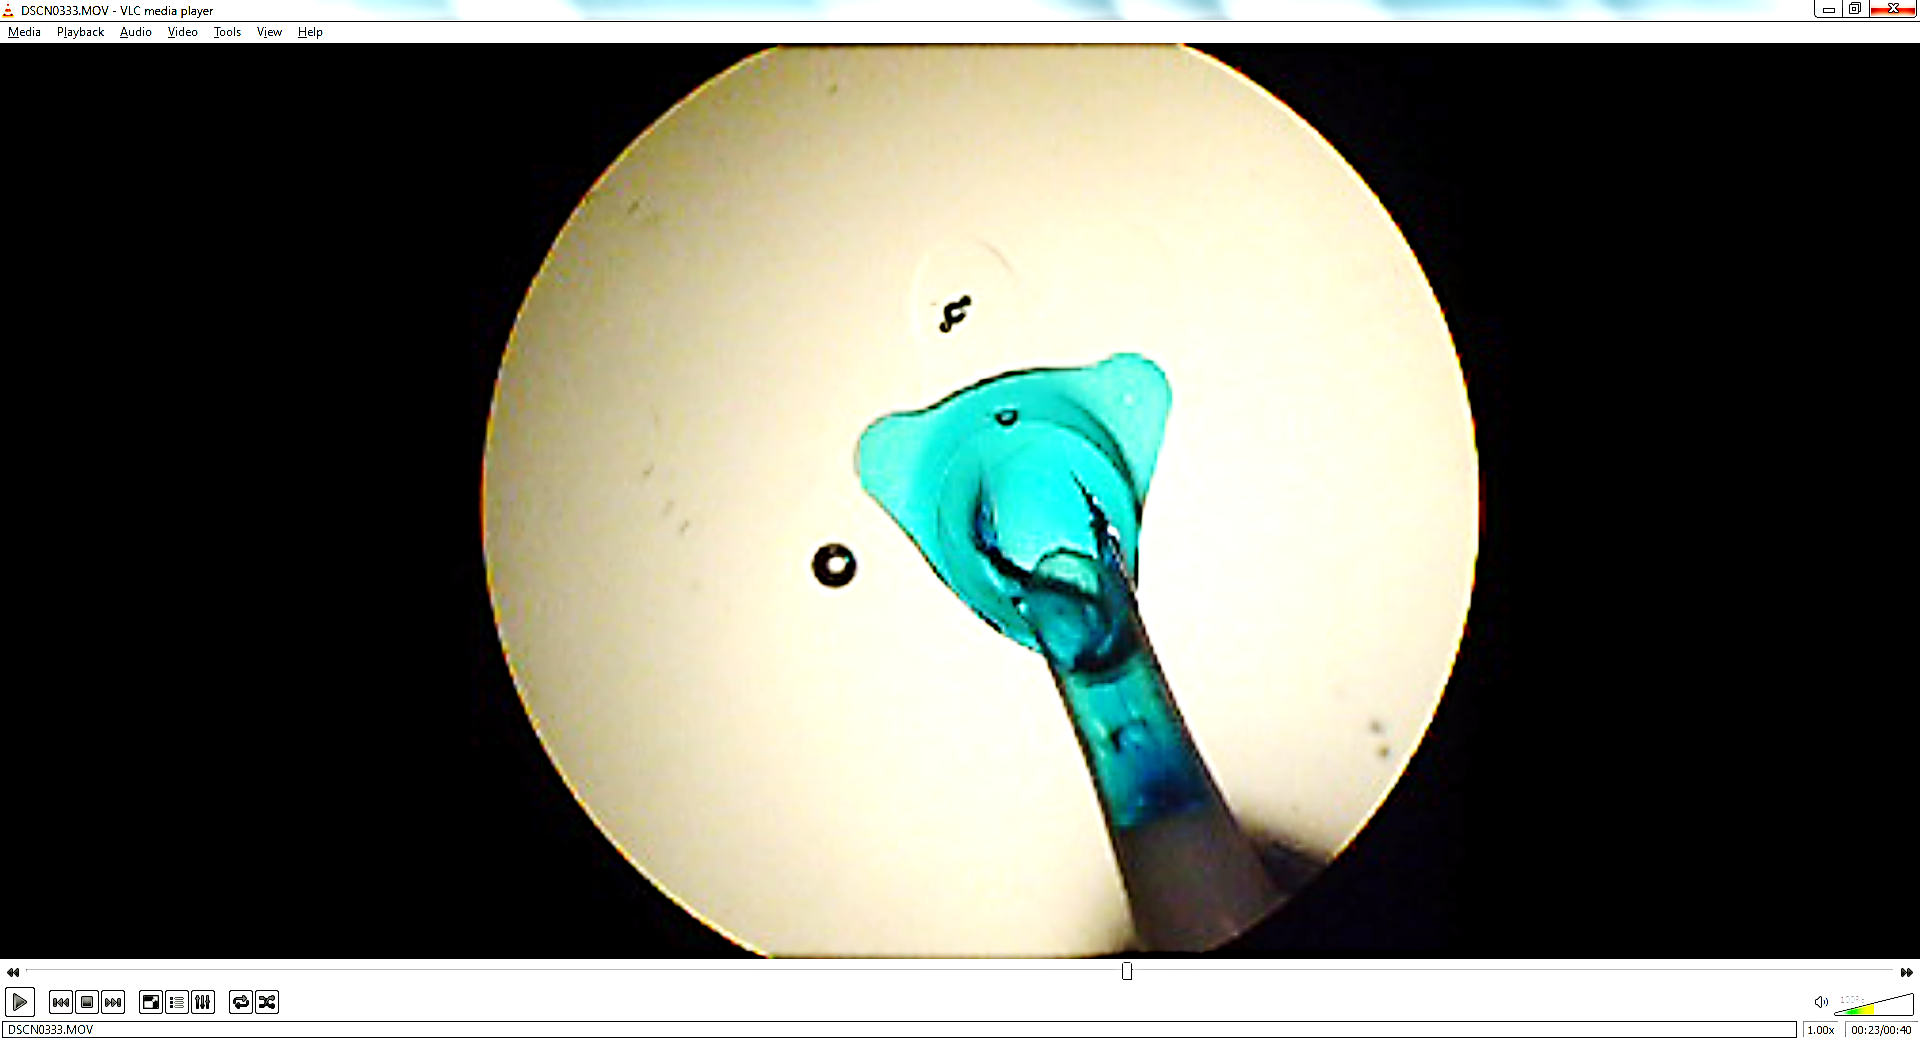 DSCN0333.MOV - VLC media player
Media Playback Audio Video Tools View Help
100%
DSCN0333.MOV
1.00x 00:23/00:40